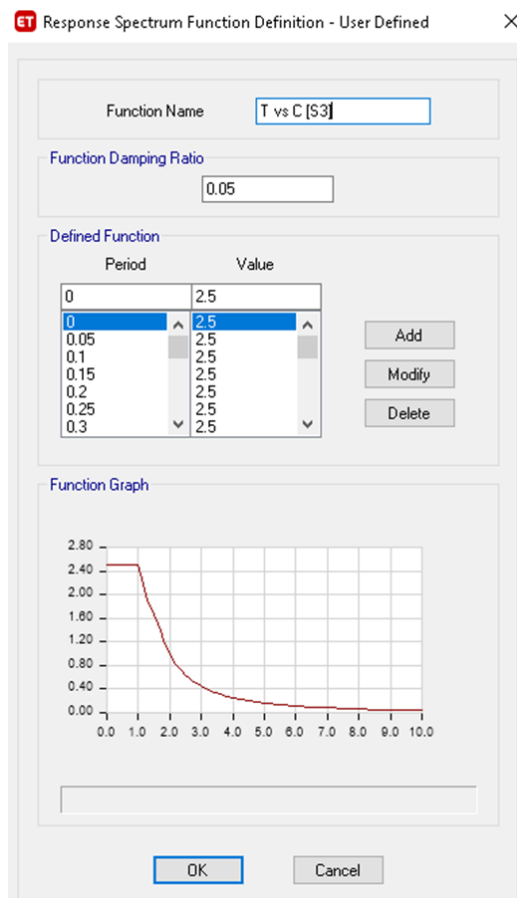 ET Response Spectrum Function Definition - User Defined
Function Name T vs C [S3]
Function Damping Ratio
0.05
Defined Function
Period Value
0 2.5
0 2.5
0.05 2.5
0.1 2.5 Add
0.15 2.5
0.2 2.5 Modify
0.25 2.5
0.3 2.5 Delete
Function Graph
2.80
2.40
2.00
1.60
1.20
0.80
0.40
0.00
0.0 1.0 2.0 3.0 4.0 5.0 6.0 7.0 8.0 9.0 10.0
OK Cancel